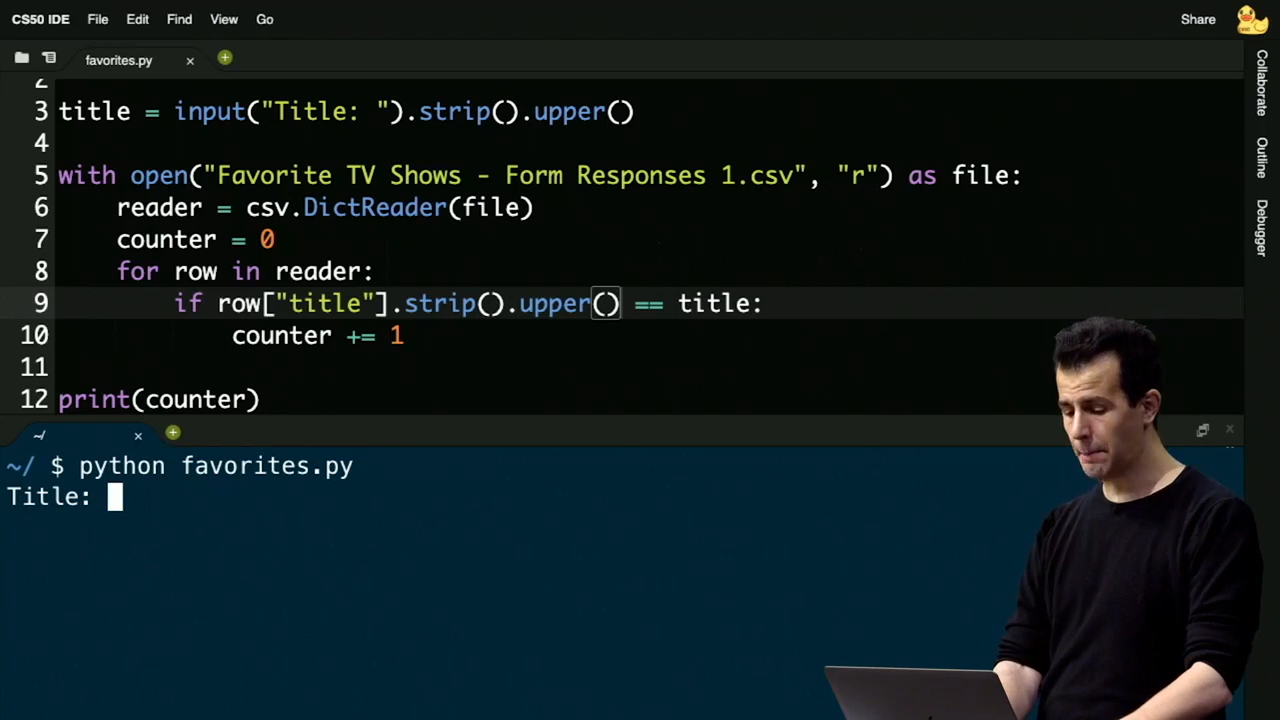 CS50 IDE File Edit Find View Go Share
favorites.py
2
3 title = input("Title: ").strip().upper()
4
5 with open("Favorite TV Shows - Form Responses 1.csv", "r") as file:
6 reader = csv.DictReader(file)
7 counter = 0
8 for row in reader:
9 if row["title"].strip().upper() == title:
10 counter += 1
11
12 print(counter)
~/
~/ $ python favorites.py
Title:
Collaborate
Outline
Debugger